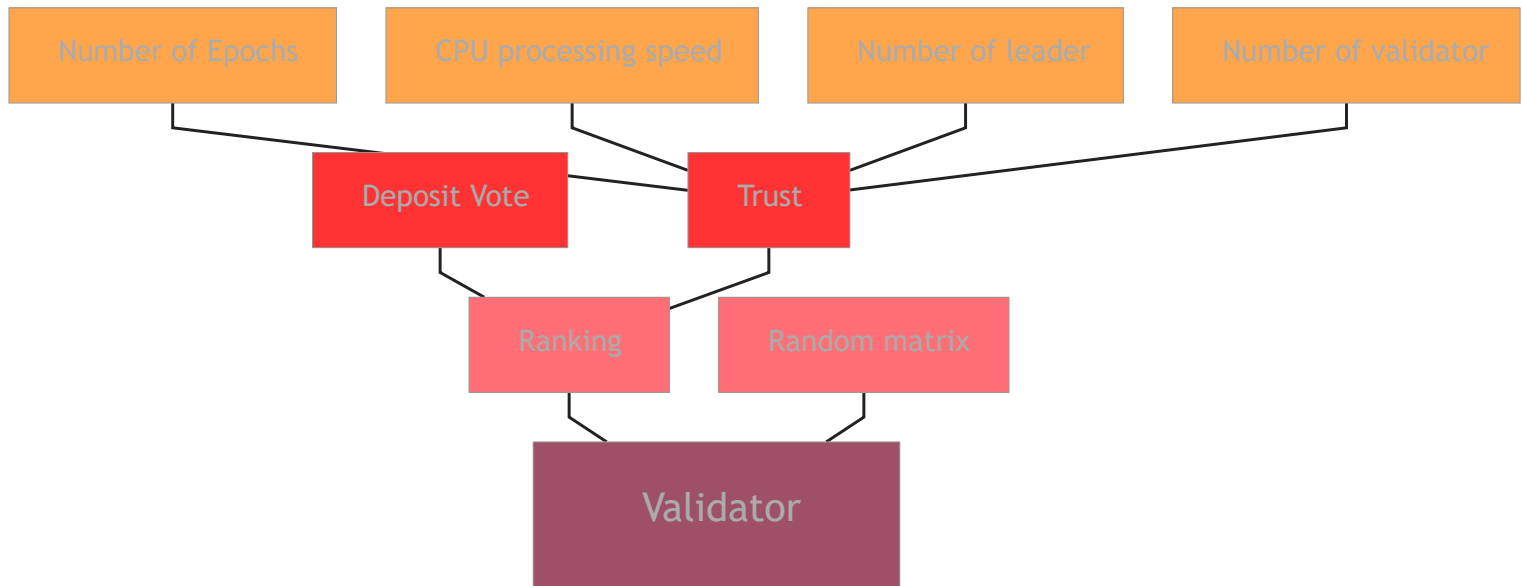 Number of Epochs
CPU processing speed
Number of leader
Number of validator
Deposit Vote
Trust
Ranking
Random matrix
Validator